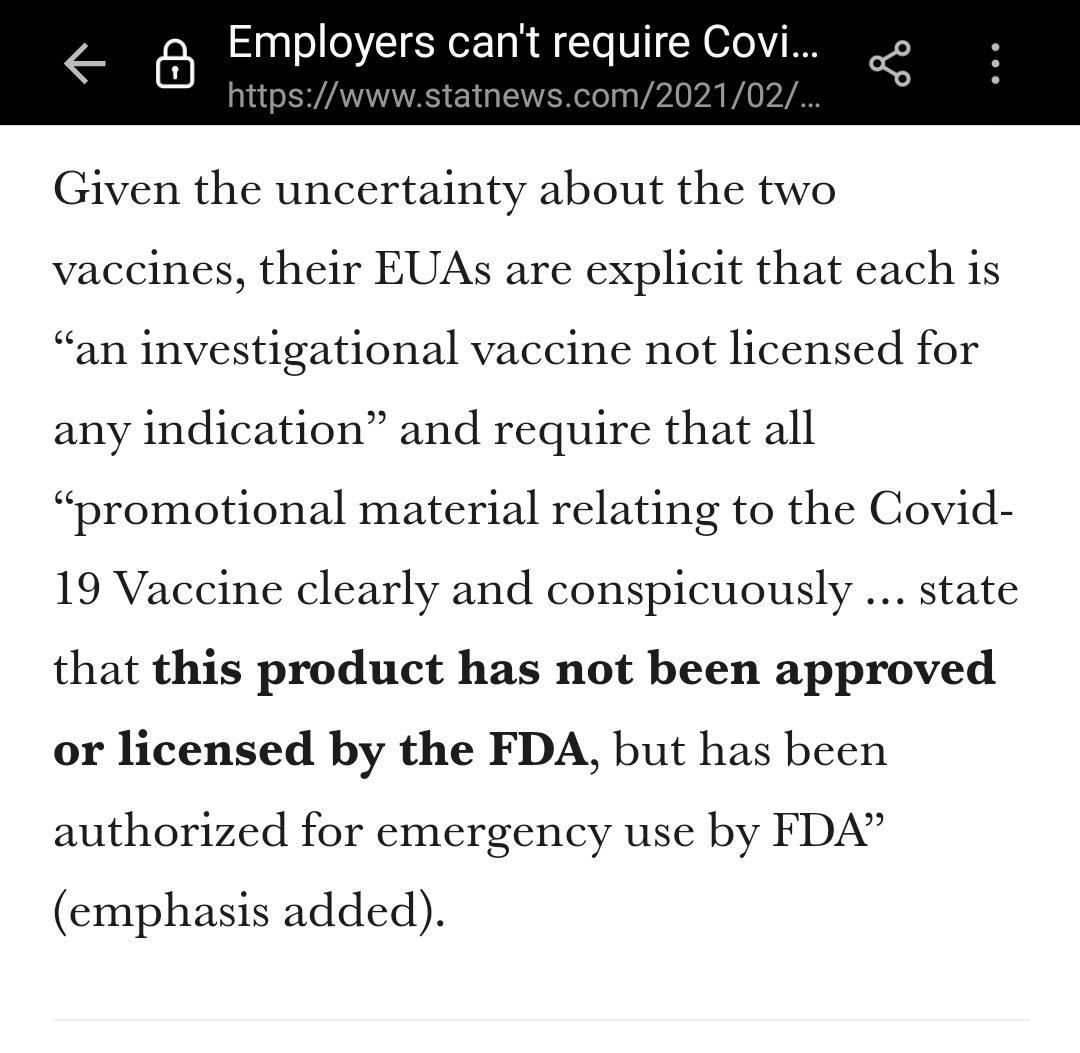 Employers can't require Covi...
https://www.statnews.com/2021/02/...
Given the uncertainty about the two
vaccines, their EUAs are explicit that each is
“an investigational vaccine not licensed for
any indication” and require that all
“promotional material relating to the Covid-
19 Vaccine clearly and conspicuously ... state
that this product has not been approved
or licensed by the FDA, but has been
authorized for emergency use by FDA”
(emphasis added).